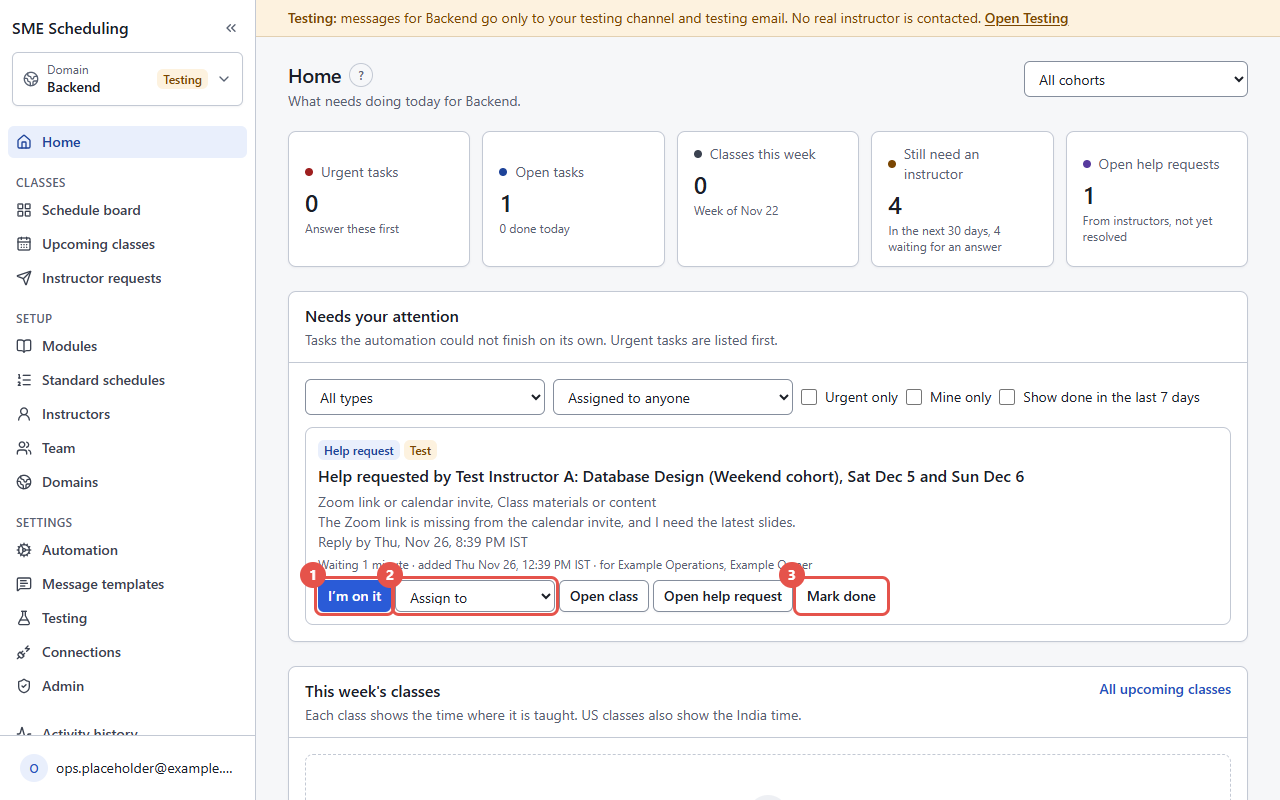 SME Scheduling
Domain
Backend
Testing
Home
CLASSES
Schedule board
Upcoming classes
Instructor requests
SETUP
Modules
Standard schedules
Instructors
Team
Domains
SETTINGS
Automation
Message templates
Testing
Connections
Admin
Activity history
O
ops.placeholder@example....
Testing: messages for Backend go only to your testing channel and testing email. No real instructor is contacted. Open Testing
Home ?
What needs doing today for Backend.
All cohorts
Urgent tasks
0
Answer these first
Open tasks
1
0 done today
Classes this week
0
Week of Nov 22
Still need an
instructor
4
In the next 30 days, 4
waiting for an answer
Open help requests
1
From instructors, not yet
resolved
Needs your attention
Tasks the automation could not finish on its own. Urgent tasks are listed first.
All types
Assigned to anyone
Urgent only
Mine only
Show done in the last 7 days
Help request Test
Help requested by Test Instructor A: Database Design (Weekend cohort), Sat Dec 5 and Sun Dec 6
Zoom link or calendar invite, Class materials or content
The Zoom link is missing from the calendar invite, and I need the latest slides.
Reply by Thu, Nov 26, 8:39 PM IST
Waiting 1 minute · added Thu Nov 26, 12:39 PM IST · for Example Operations, Example Owner
1 2 3
I'm on it
Assign to
Open class
Open help request
Mark done
This week's classes
All upcoming classes
Each class shows the time where it is taught. US classes also show the India time.